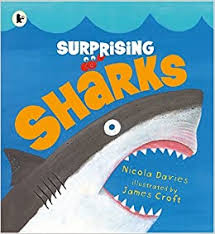 SURPRISING
SHARKS
Nicola Davies
illustrated by
James Croft